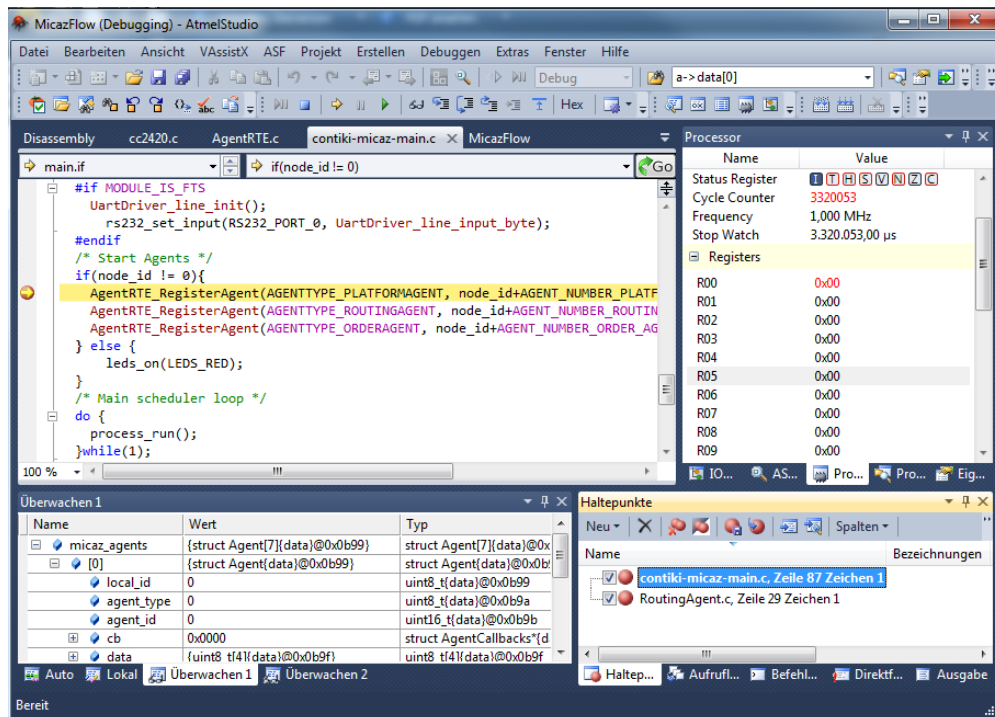 MicazFlow (Debugging) - AtmelStudio
Datei Bearbeiten Ansicht VAssistX ASF Projekt Erstellen Debuggen Extras Fenster Hilfe
Debug a->data[0]
Hex
Disassembly cc2420.c AgentRTE.c contiki-micaz-main.c MicazFlow
main.if if(node_id != 0) Go
#if MODULE_IS_FTS
UartDriver_line_init();
rs232_set_input(RS232_PORT_0, UartDriver_line_input_byte);
#endif
/* Start Agents */
if(node_id != 0){
AgentRTE_RegisterAgent(AGENTTYPE_PLATFORMAGENT, node_id+AGENT_NUMBER_PLATF
AgentRTE_RegisterAgent(AGENTTYPE_ROUTINGAGENT, node_id+AGENT_NUMBER_ROUTIN
AgentRTE_RegisterAgent(AGENTTYPE_ORDERAGENT, node_id+AGENT_NUMBER_ORDER_AG
} else {
leds_on(LEDS_RED);
}
/* Main scheduler loop */
do {
process_run();
}while(1);
100 %
Processor
Name Value
Status Register I T H S V N Z C
Cycle Counter 3320053
Frequency 1,000 MHz
Stop Watch 3.320.053,00 µs
Registers
R00 0x00
R01 0x00
R02 0x00
R03 0x00
R04 0x00
R05 0x00
R06 0x00
R07 0x00
R08 0x00
R09 0x00
IO... AS... Pro... Pro... Eig...
Überwachen 1
Name Wert Typ
micaz_agents {struct Agent[7]{data}@0x0b99} struct Agent[7]{data}@0x
[0] {struct Agent{data}@0x0b99} struct Agent{data}@0x0b
local_id 0 uint8_t{data}@0x0b99
agent_type 0 uint8_t{data}@0x0b9a
agent_id 0 uint16_t{data}@0x0b9b
cb 0x0000 struct AgentCallbacks*{d
data {uint8_t[4]{data}@0x0b9f} uint8_t[4]{data}@0x0b9f
Auto Lokal Überwachen 1 Überwachen 2
Haltepunkte
Neu Spalten
Name Bezeichnungen
contiki-micaz-main.c, Zeile 87 Zeichen 1
RoutingAgent.c, Zeile 29 Zeichen 1
Haltep... Aufrufl... Befehl... Direktf... Ausgabe
Bereit